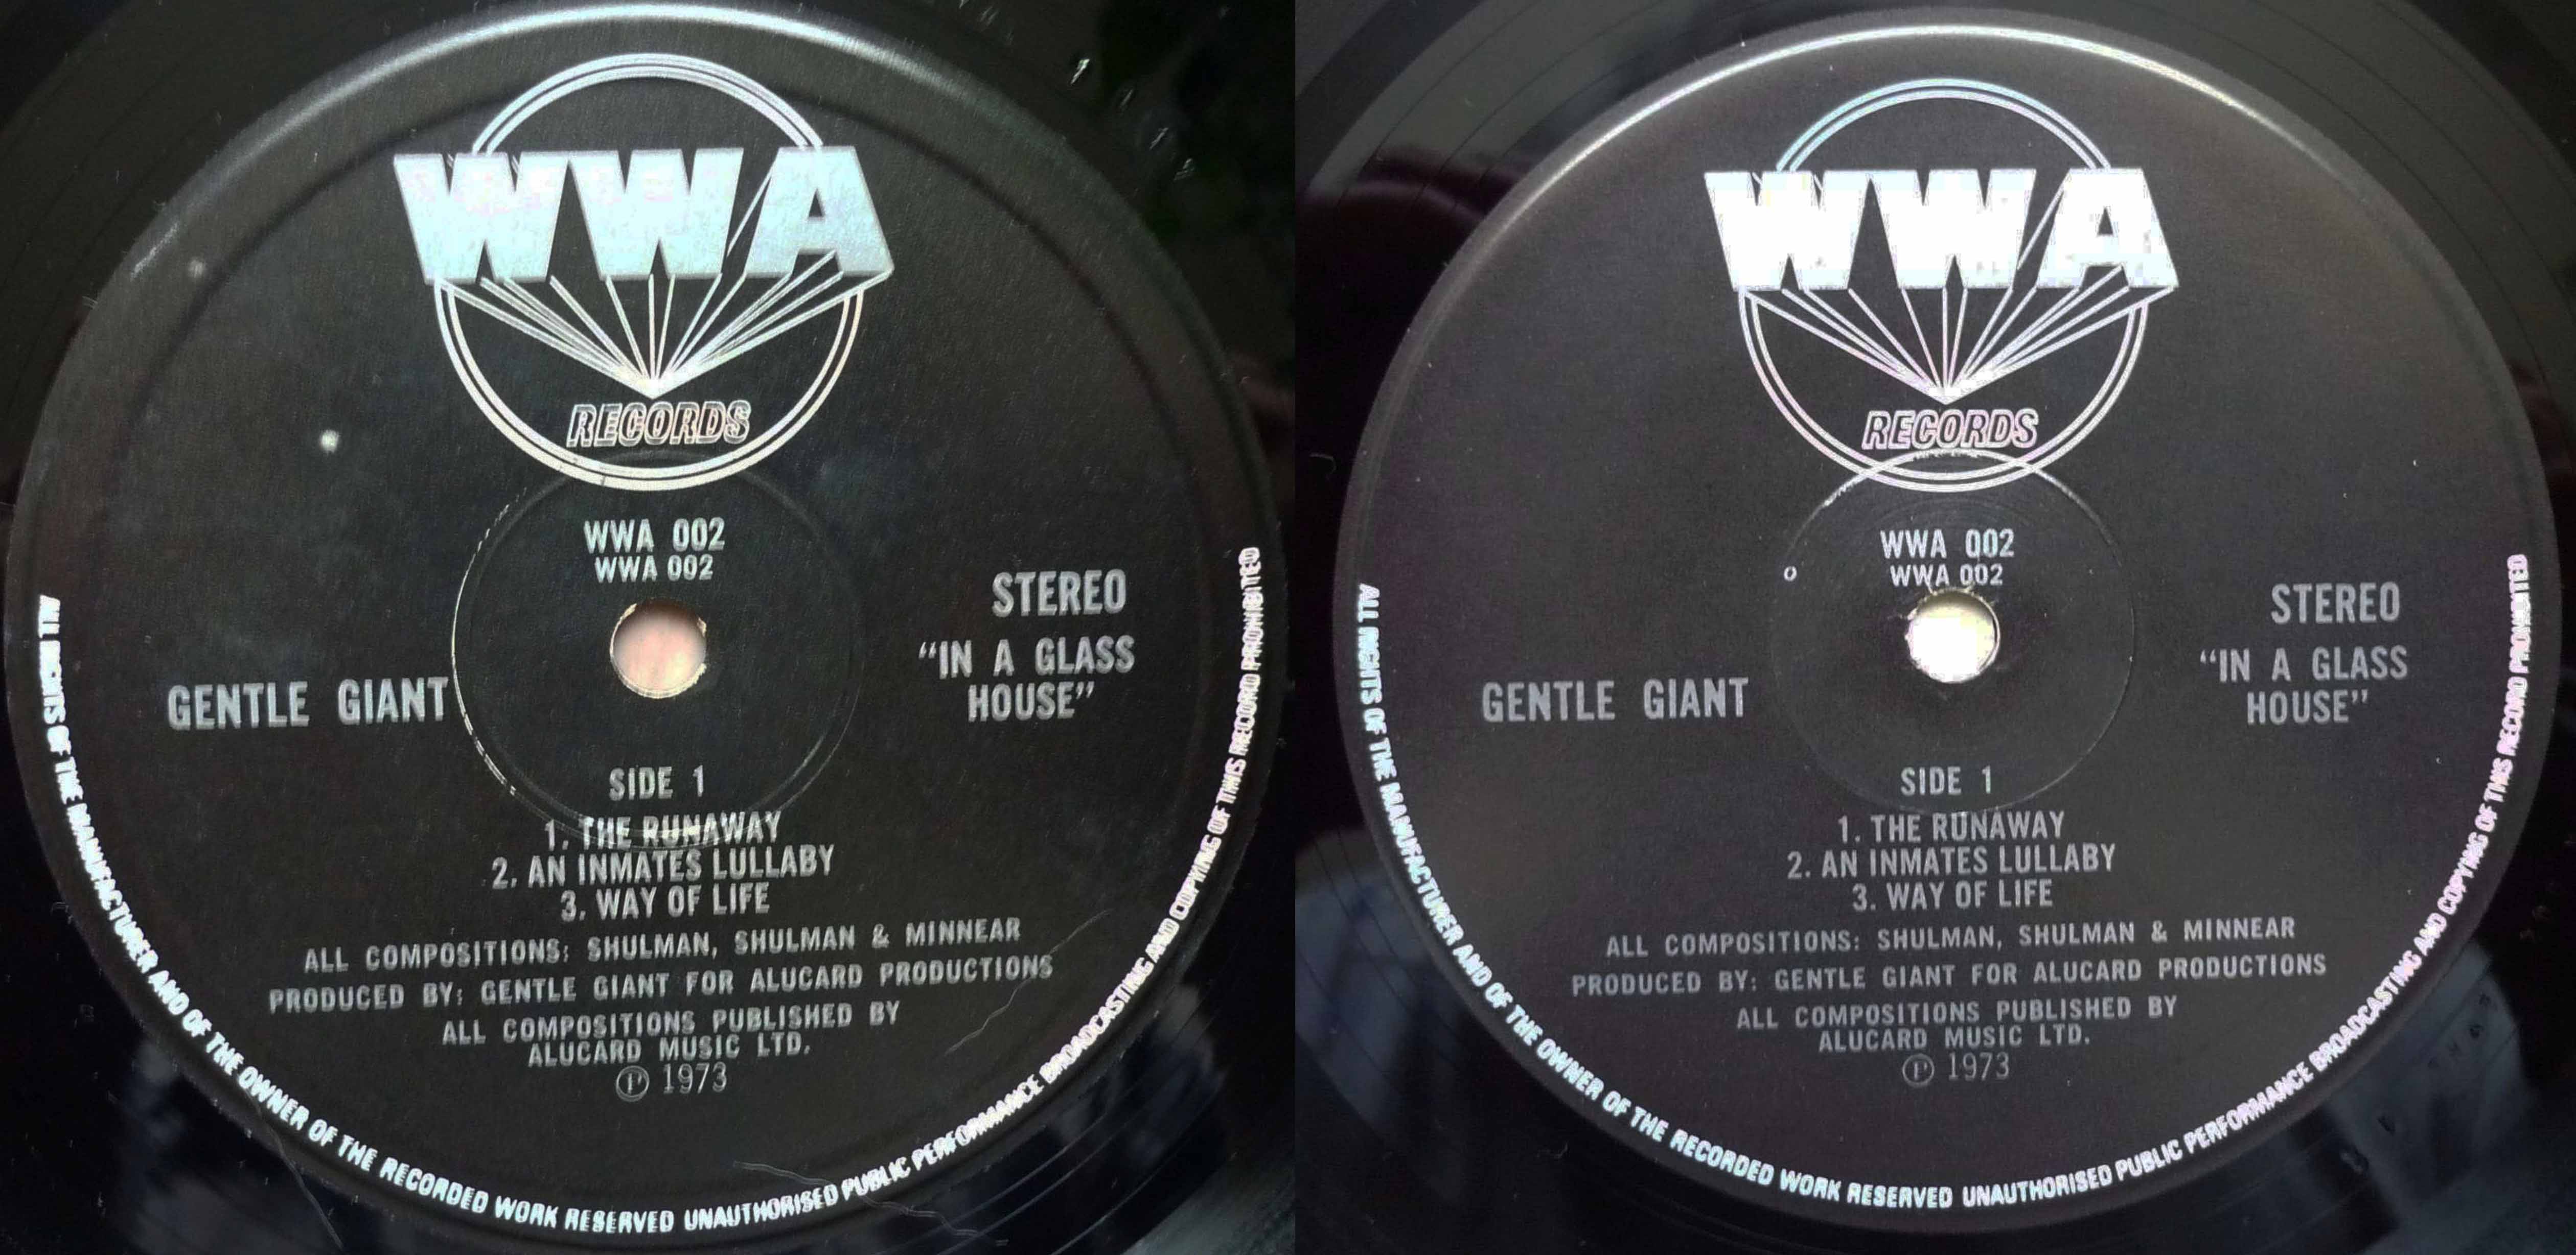 WWA
RECORDS
WWA 002
WWA 002
STEREO
"IN A GLASS
HOUSE"
GENTLE GIANT
SIDE 1
1. THE RUNAWAY
2. AN INMATES LULLABY
3. WAY OF LIFE
ALL COMPOSITIONS: SHULMAN, SHULMAN & MINNEAR
PRODUCED BY: GENTLE GIANT FOR ALUCARD PRODUCTIONS
ALL COMPOSITIONS PUBLISHED BY
ALUCARD MUSIC LTD.
Ⓟ 1973
ALL RIGHTS OF THE MANUFACTURER AND OF THE OWNER OF THE RECORDED WORK RESERVED UNAUTHORISED PUBLIC PERFORMANCE BROADCASTING AND COPYING OF THIS RECORD PROHIBITED
WWA
RECORDS
WWA 002
WWA 002
STEREO
"IN A GLASS
HOUSE"
GENTLE GIANT
SIDE 1
1. THE RUNAWAY
2. AN INMATES LULLABY
3. WAY OF LIFE
ALL COMPOSITIONS: SHULMAN, SHULMAN & MINNEAR
PRODUCED BY: GENTLE GIANT FOR ALUCARD PRODUCTIONS
ALL COMPOSITIONS PUBLISHED BY
ALUCARD MUSIC LTD.
Ⓟ 1973
ALL RIGHTS OF THE MANUFACTURER AND OF THE OWNER OF THE RECORDED WORK RESERVED UNAUTHORISED PUBLIC PERFORMANCE BROADCASTING AND COPYING OF THIS RECORD PROHIBITED